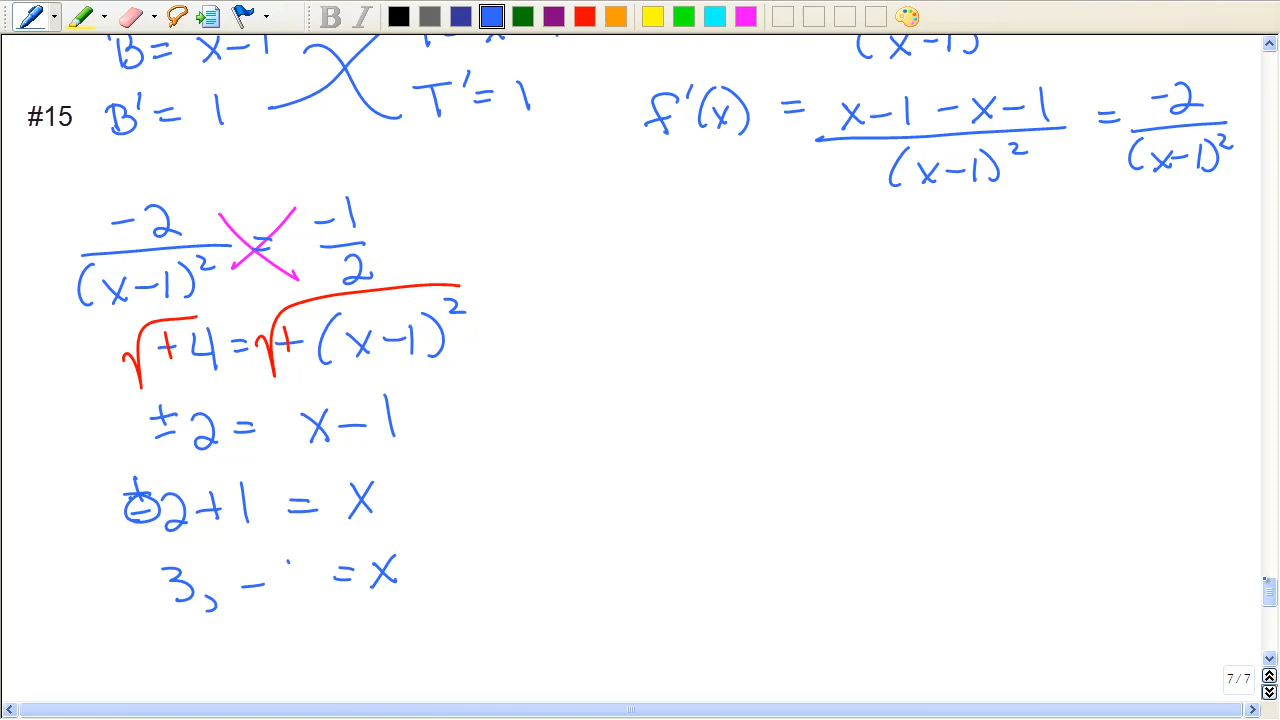 B I
'B = x-1
(x-1)
#15
B' = 1
T' = 1
f'(x) = x-1-x-1 / (x-1)² = -2 / (x-1)²
-2 / (x-1)² = -1 / 2
√+4 = √+(x-1)²
±2 = x-1
±2+1 = x
3, - = x
7/7